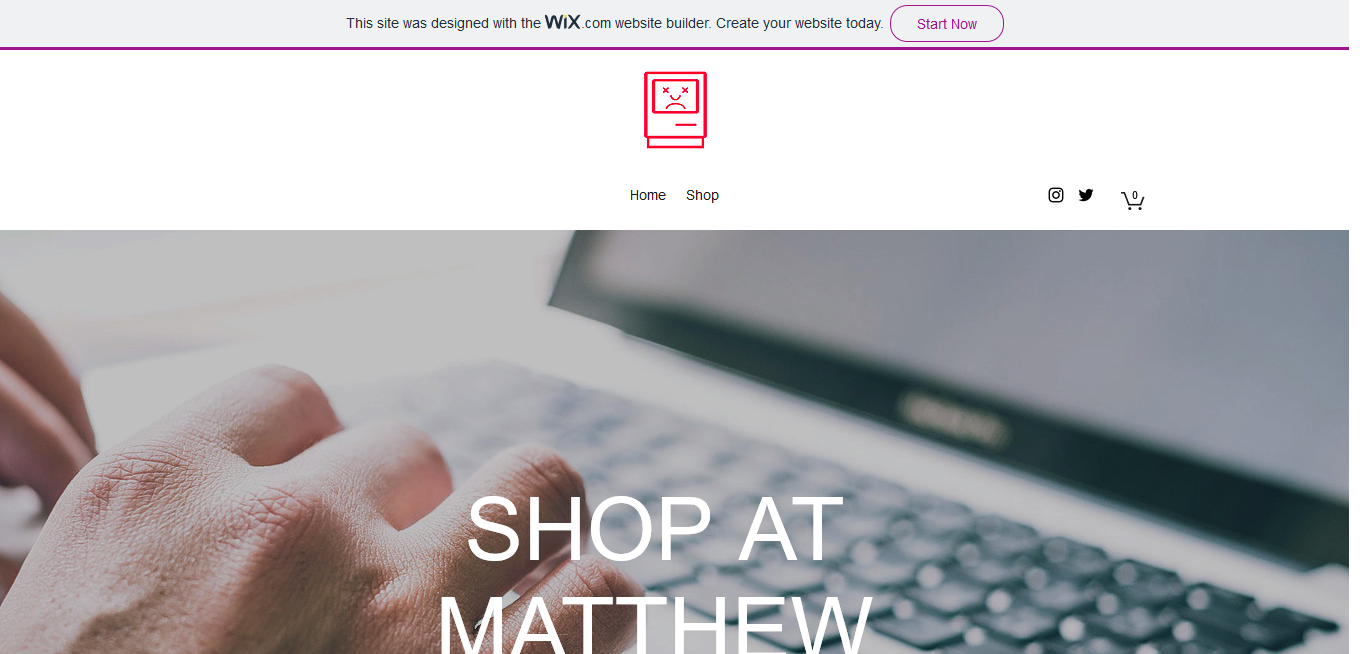 This site was designed with the WiX.com website builder. Create your website today. Start Now
Home Shop 0
SHOP AT
MATTHEW